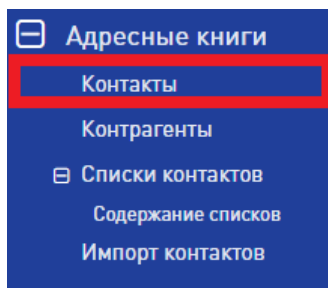 Адресные книги
Контакты
Контрагенты
Списки контактов
Содержание списков
Импорт контактов